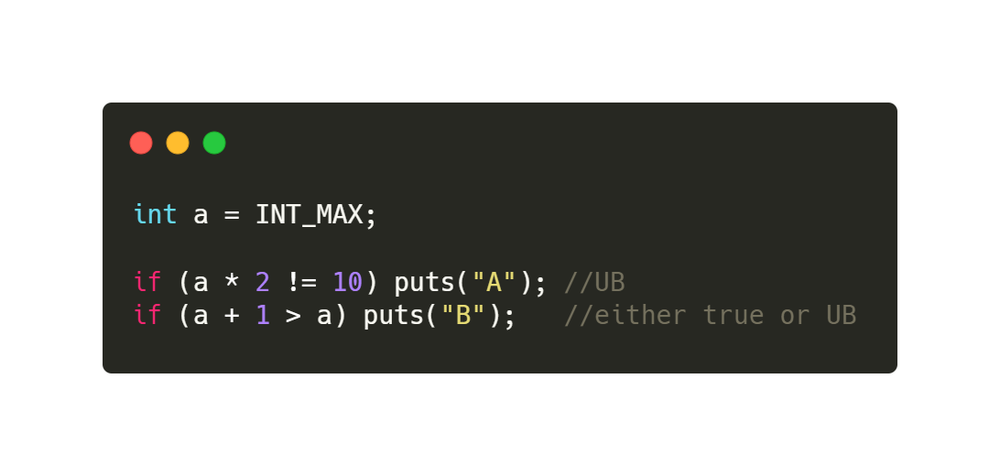 int a = INT_MAX;
if (a * 2 != 10) puts("A"); //UB
if (a + 1 > a) puts("B");   //either true or UB